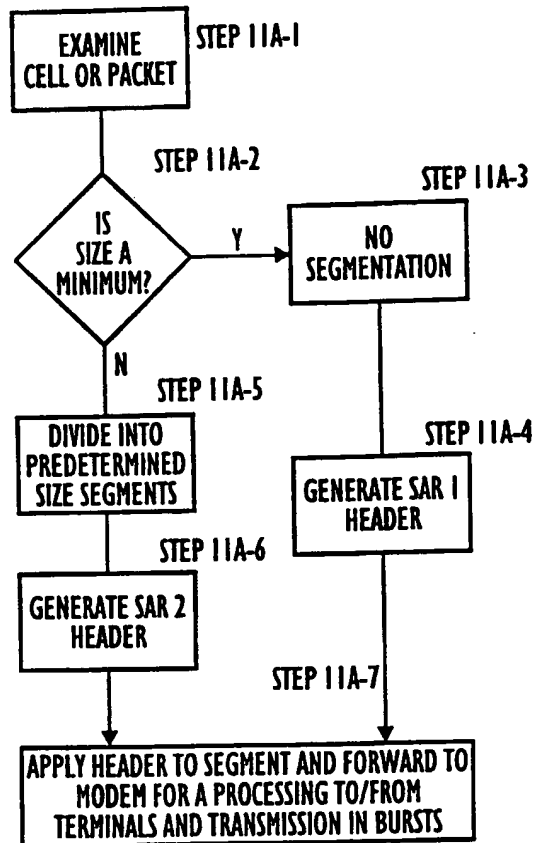 EXAMINE
CELL OR PACKET
STEP 11A-1
STEP 11A-2
IS
SIZE A
MINIMUM?
Y
STEP 11A-3
NO
SEGMENTATION
N
STEP 11A-5
DIVIDE INTO
PREDETERMINED
SIZE SEGMENTS
STEP 11A-4
GENERATE SAR 1
HEADER
STEP 11A-6
GENERATE SAR 2
HEADER
STEP 11A-7
APPLY HEADER TO SEGMENT AND FORWARD TO
MODEM FOR A PROCESSING TO/FROM
TERMINALS AND TRANSMISSION IN BURSTS